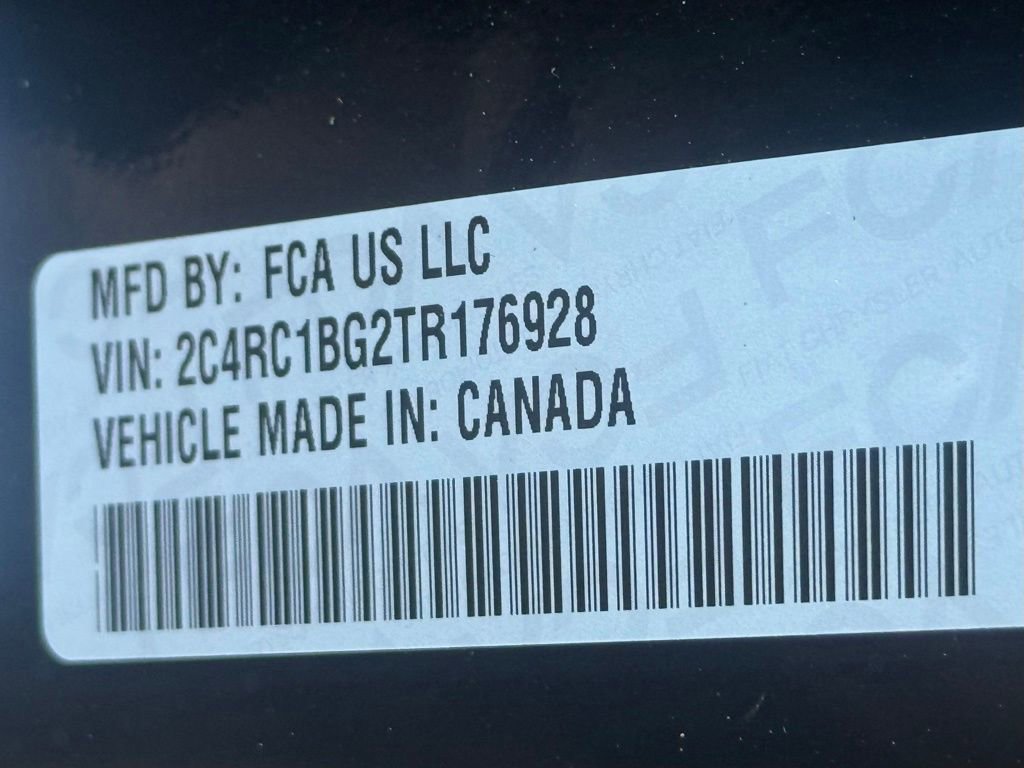 MFD BY: FCA US LLC
VIN: 2C4RC1BG2TR176928
VEHICLE MADE IN: CANADA